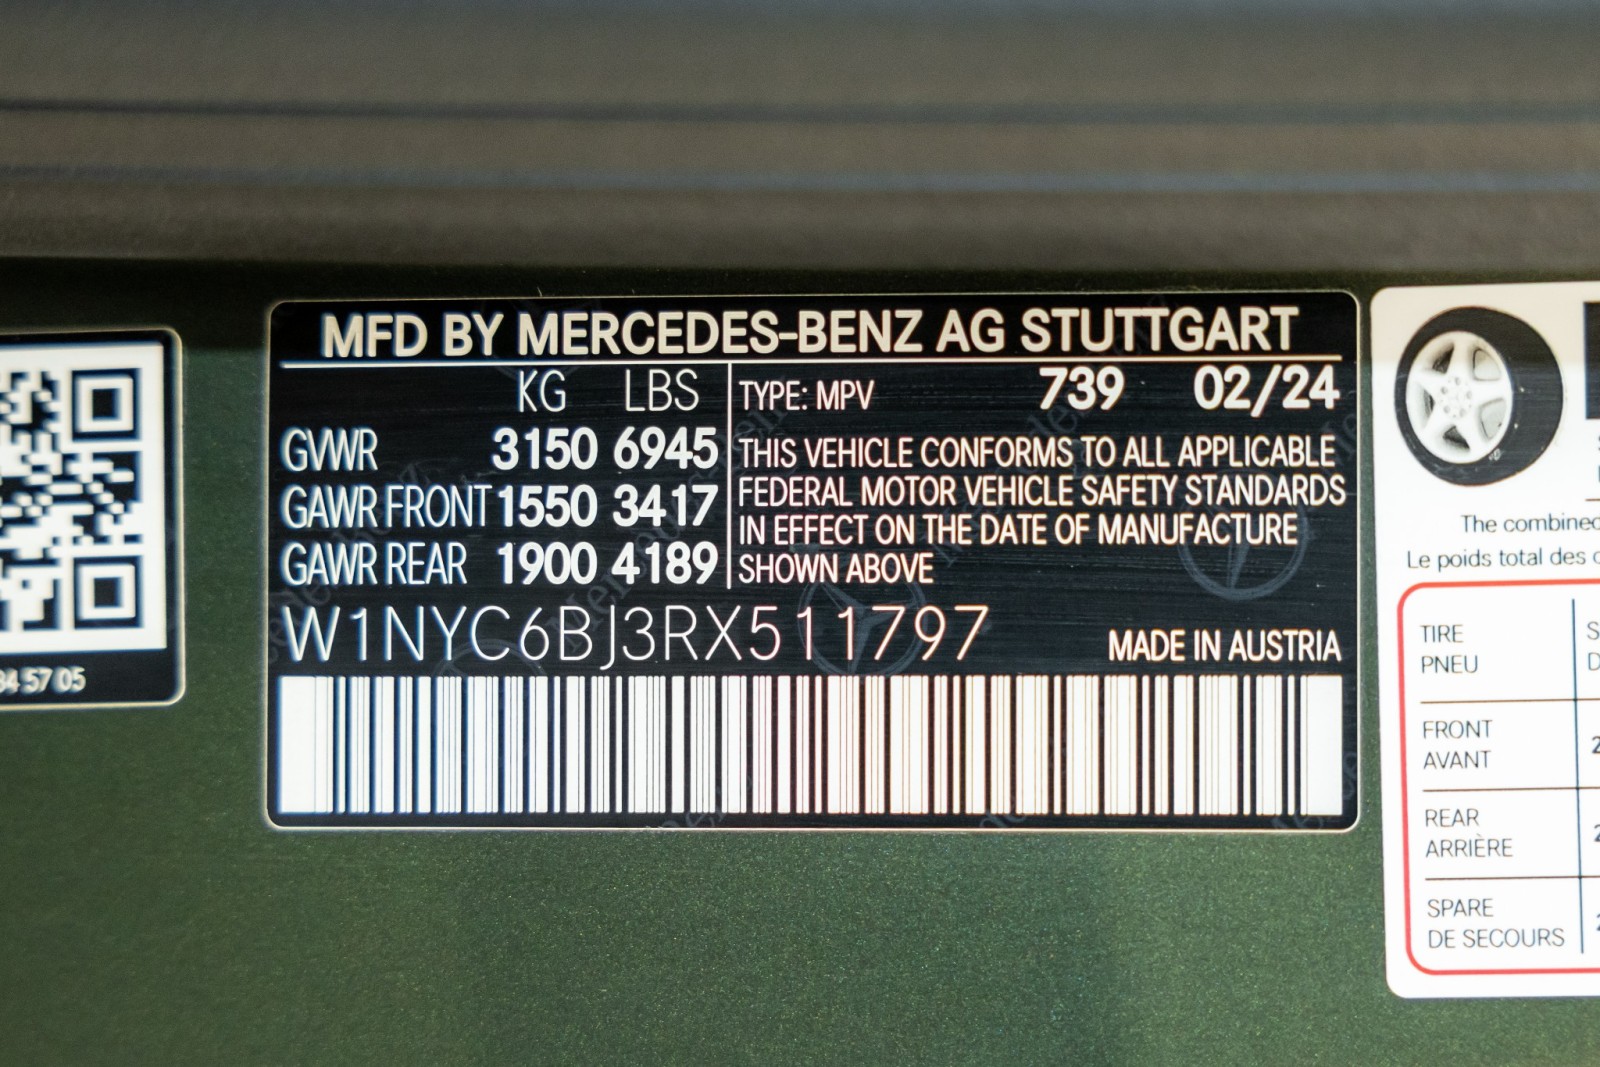 MFD BY MERCEDES-BENZ AG STUTTGART
KG LBS
GVWR 3150 6945
GAWR FRONT 1550 3417
GAWR REAR 1900 4189
TYPE: MPV 739 02/24
THIS VEHICLE CONFORMS TO ALL APPLICABLE
FEDERAL MOTOR VEHICLE SAFETY STANDARDS
IN EFFECT ON THE DATE OF MANUFACTURE
SHOWN ABOVE
W1NYC6BJ3RX511797
MADE IN AUSTRIA
84 57 05
The combined
Le poids total des
TIRE
PNEU
FRONT
AVANT
REAR
ARRIÈRE
SPARE
DE SECOURS